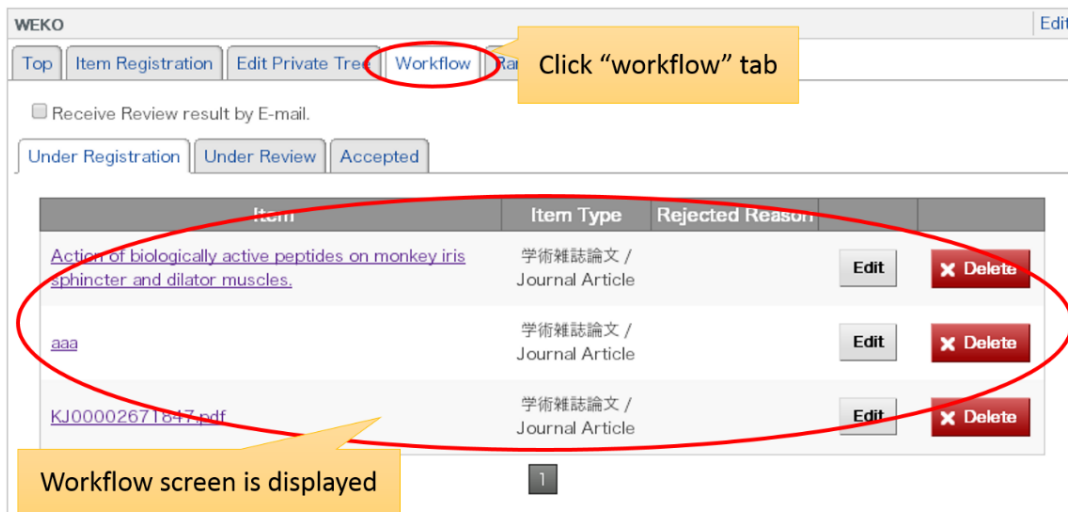 WEKO
Edit
Top
Item Registration
Edit Private Tree
Workflow
Click “workflow” tab
Receive Review result by E-mail.
Under Registration
Under Review
Accepted
Item
Item Type
Rejected Reason
Action of biologically active peptides on monkey iris
sphincter and dilator muscles.
学術雑誌論文 /
Journal Article
Edit
Delete
aaa
学術雑誌論文 /
Journal Article
Edit
Delete
KJ00002671847.pdf
学術雑誌論文 /
Journal Article
Edit
Delete
Workflow screen is displayed
1